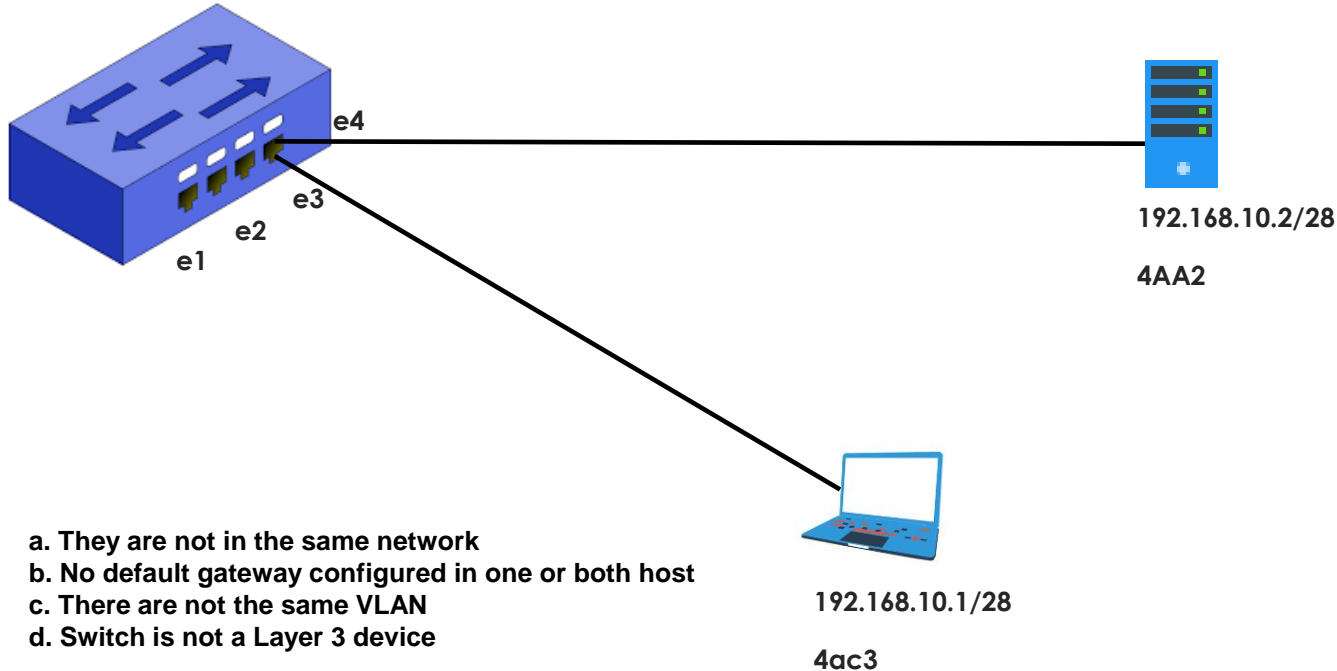 e4
e3
e2
e1
192.168.10.2/28
4AA2
a. They are not in the same network
b. No default gateway configured in one or both host
c. There are not the same VLAN
d. Switch is not a Layer 3 device
192.168.10.1/28
4ac3